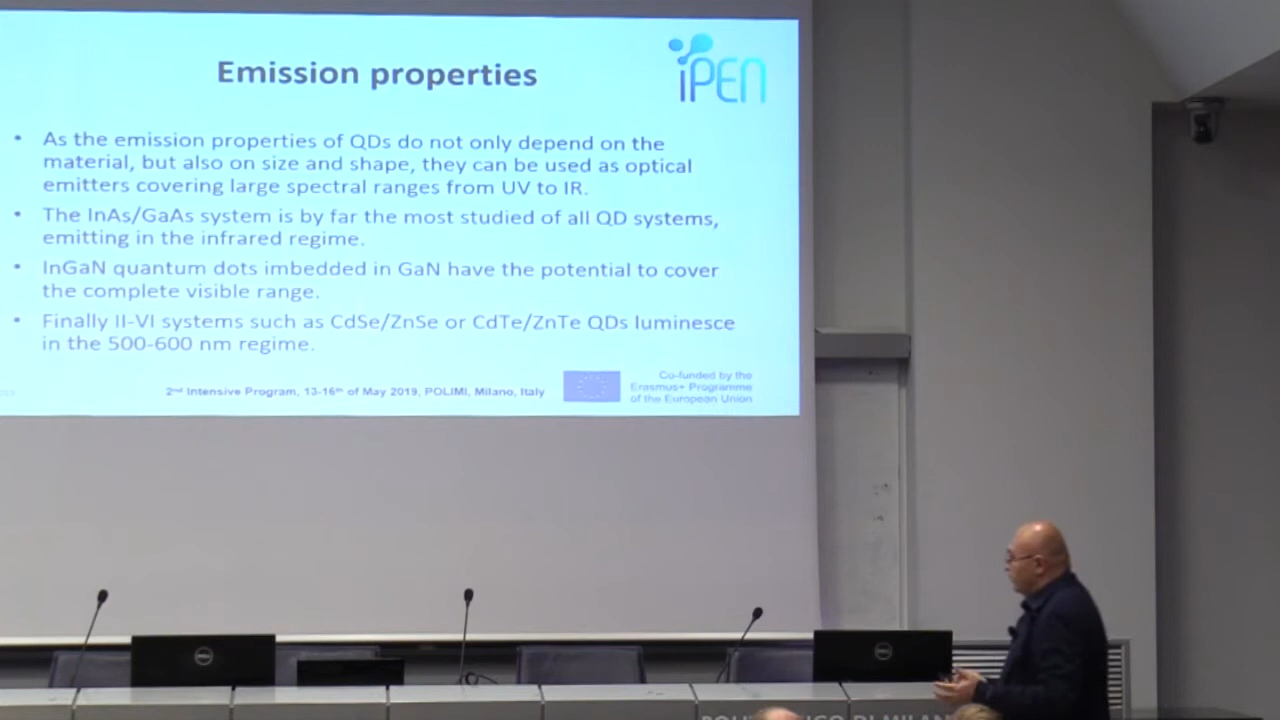 Emission properties
iPEN
• As the emission properties of QDs do not only depend on the
material, but also on size and shape, they can be used as optical
emitters covering large spectral ranges from UV to IR.
• The InAs/GaAs system is by far the most studied of all QD systems,
emitting in the infrared regime.
• InGaN quantum dots imbedded in GaN have the potential to cover
the complete visible range.
• Finally II-VI systems such as CdSe/ZnSe or CdTe/ZnTe QDs luminesce
in the 500-600 nm regime.
2nd Intensive Program, 13-16th of May 2019, POLIMI, Milano, Italy
Co-funded by the
Erasmus+ Programme
of the European Union
DELL
DELL